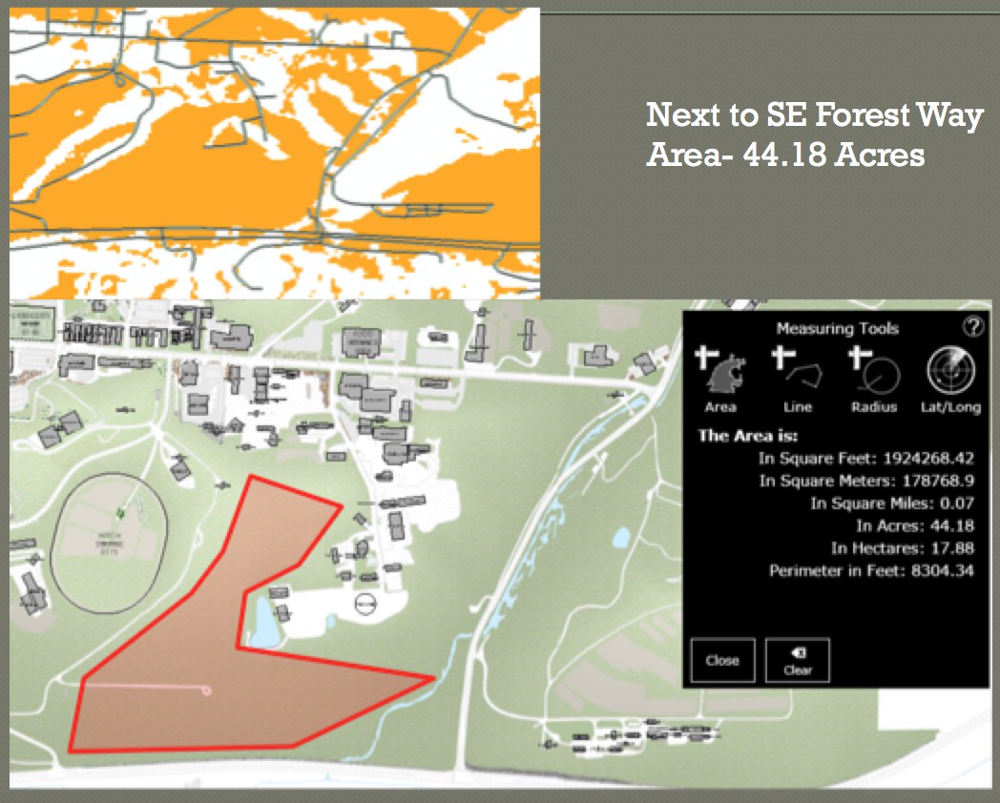 Next to SE Forest Way
Area- 44.18 Acres
Measuring Tools
?
Area
Line
Radius
Lat/Long
The Area is:
In Square Feet: 1924268.42
In Square Meters: 178768.9
In Square Miles: 0.07
In Acres: 44.18
In Hectares: 17.88
Perimeter in Feet: 8304.34
Close
Clear